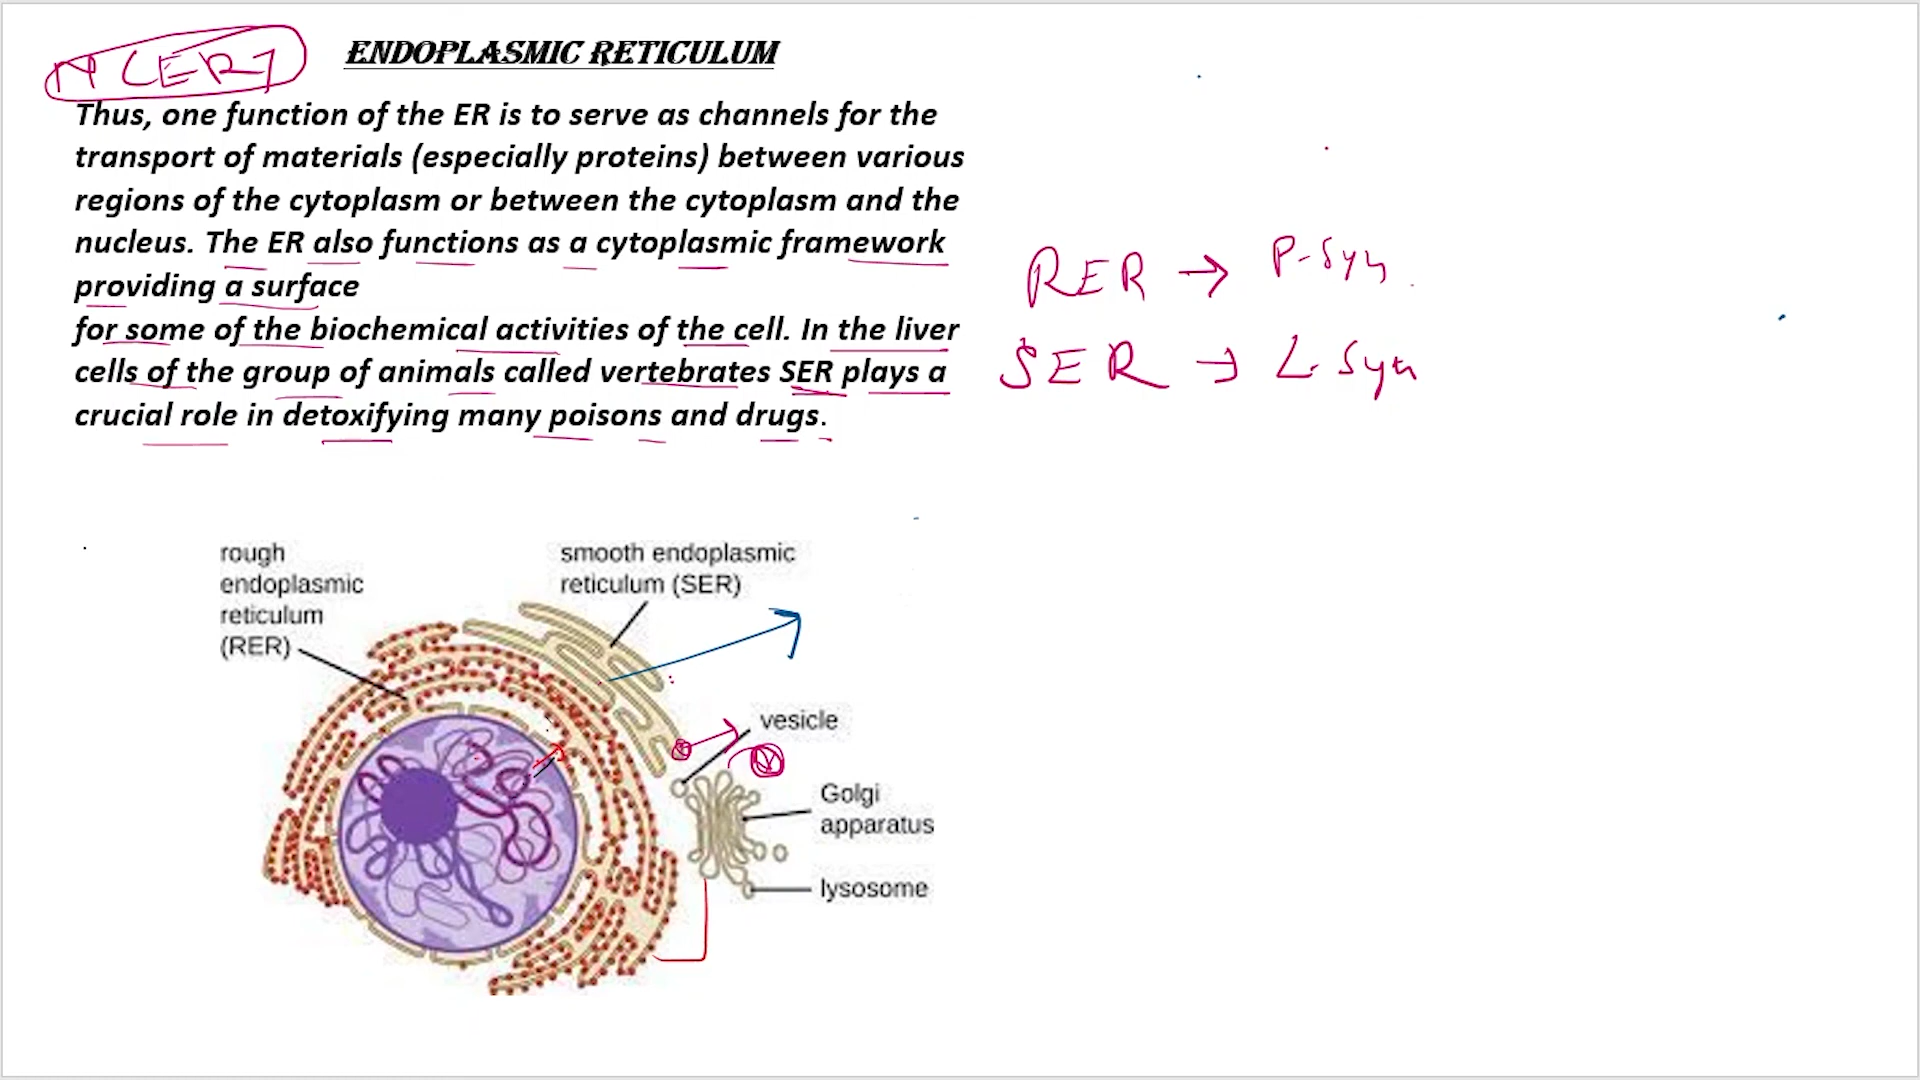 NCERT
ENDOPLASMIC RETICULUM
Thus, one function of the ER is to serve as channels for the
transport of materials (especially proteins) between various
regions of the cytoplasm or between the cytoplasm and the
nucleus. The ER also functions as a cytoplasmic framework
providing a surface
for some of the biochemical activities of the cell. In the liver
cells of the group of animals called vertebrates SER plays a
crucial role in detoxifying many poisons and drugs.
RER → P-Syn.
SER → L-Syn
rough
endoplasmic
reticulum
(RER)
smooth endoplasmic
reticulum (SER)
vesicle
Golgi
apparatus
lysosome